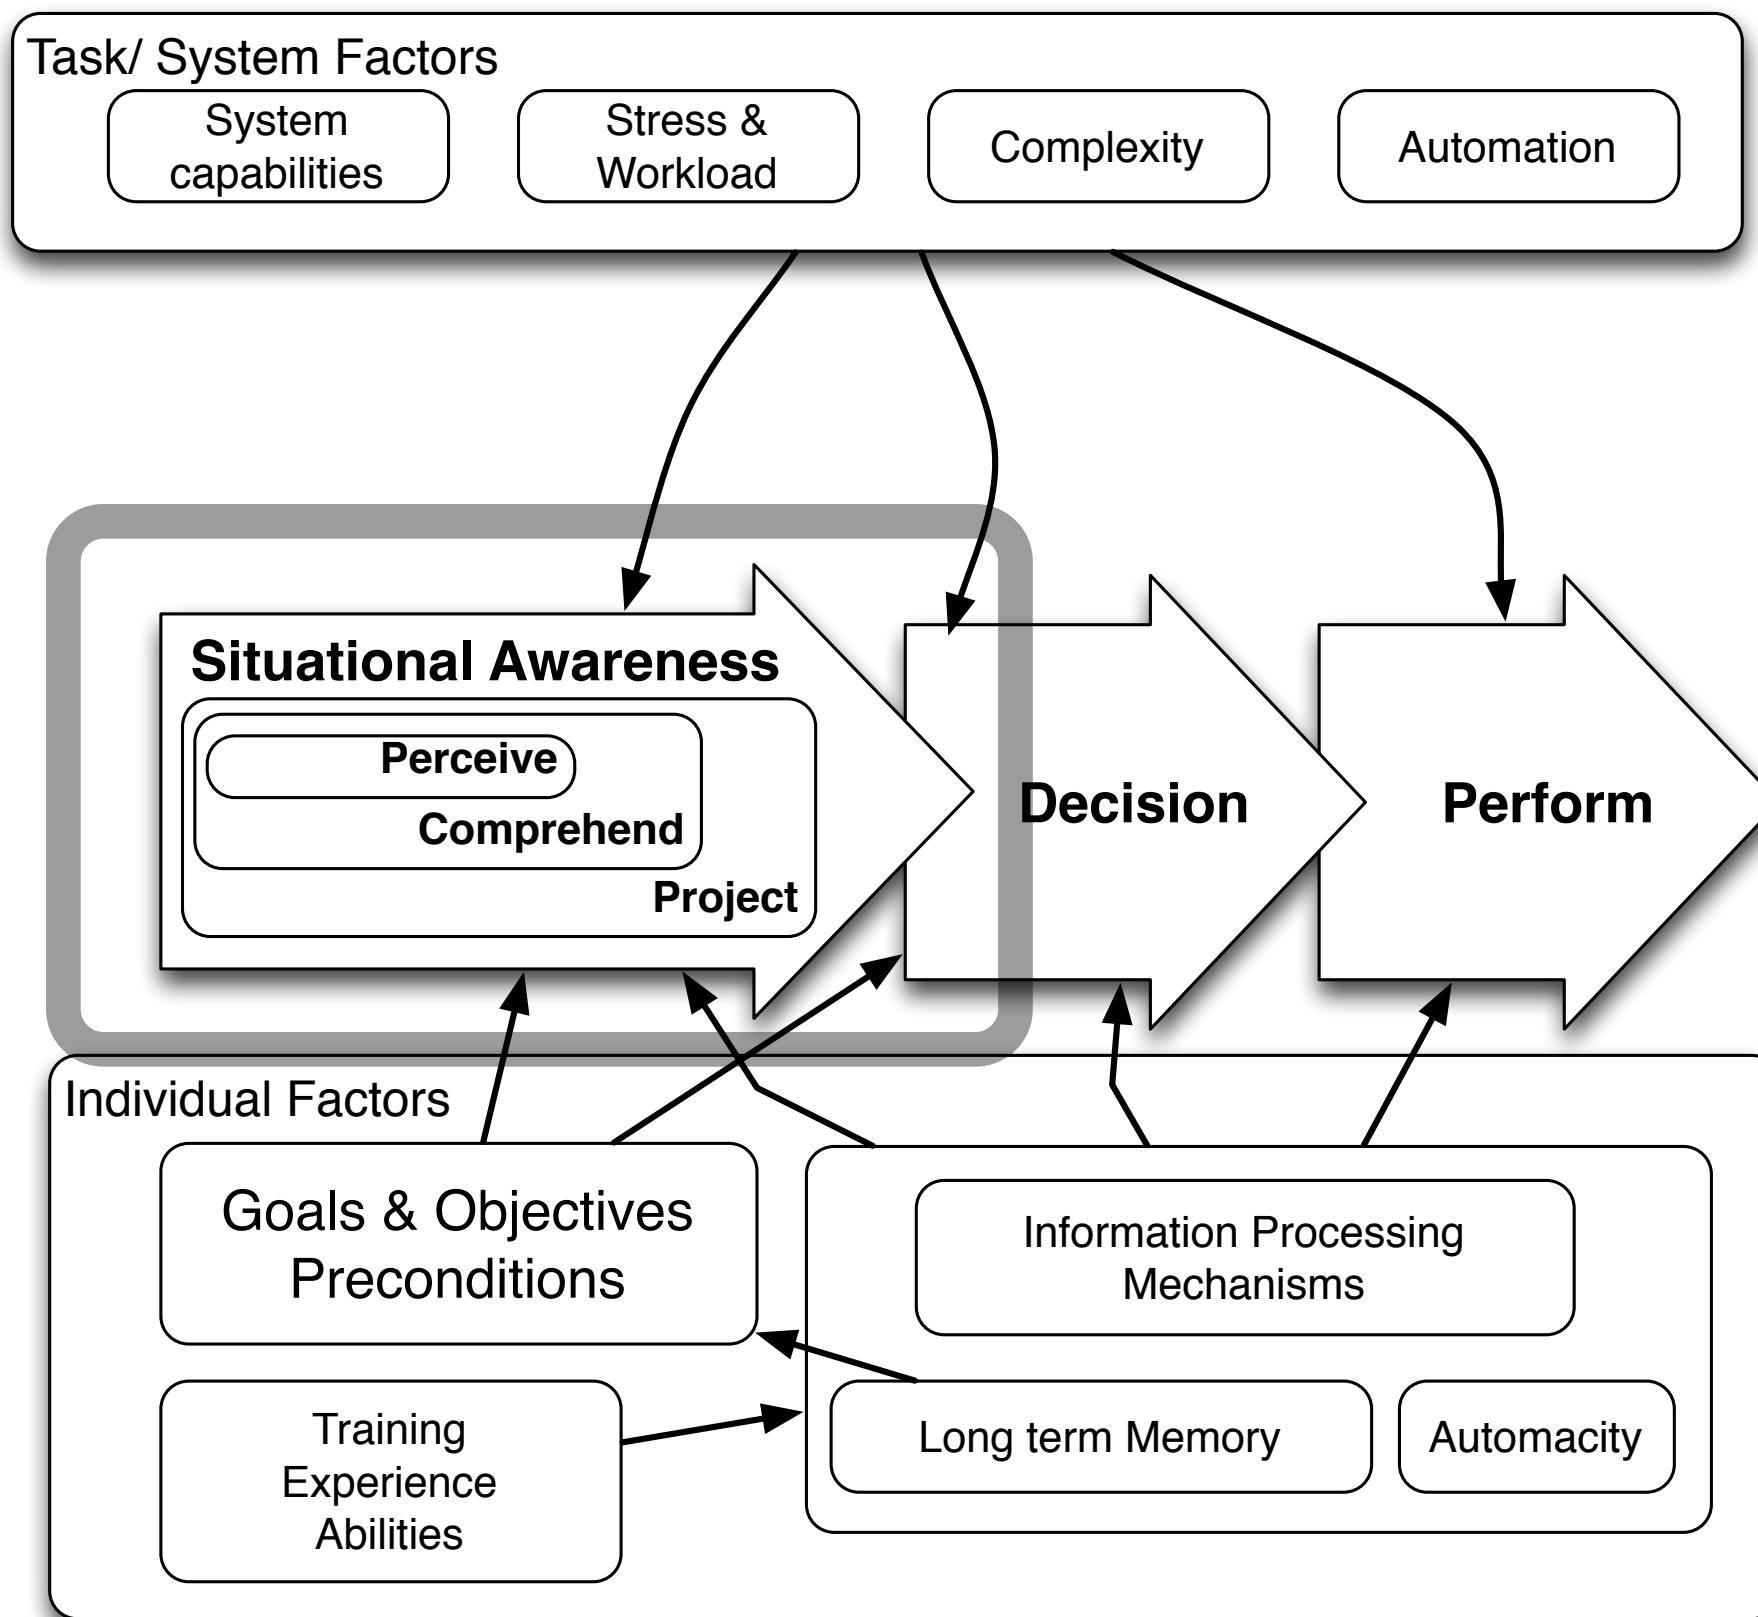 Task/ System Factors
System
capabilities
Stress &
Workload
Complexity
Automation
Situational Awareness
Perceive
Comprehend
Project
Decision
Perform
Individual Factors
Goals & Objectives
Preconditions
Information Processing
Mechanisms
Training
Experience
Abilities
Long term Memory
Automacity